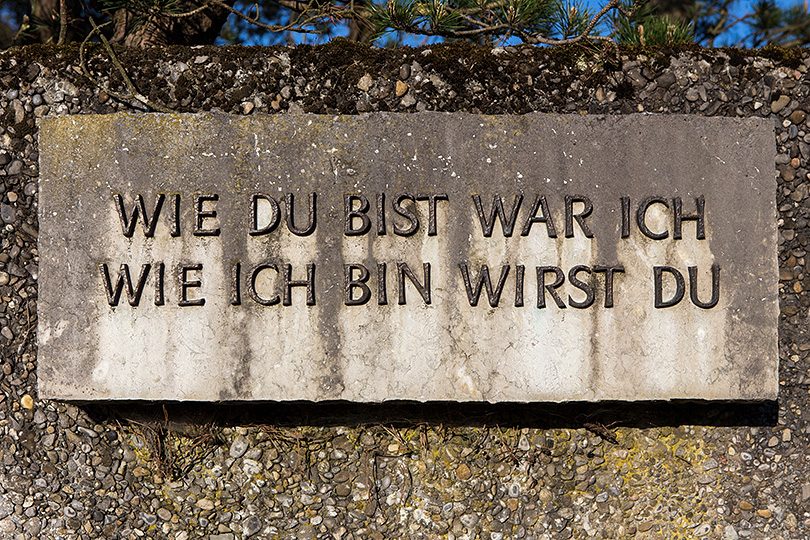 WIE DU BIST WAR ICH
WIE ICH BIN WIRST DU